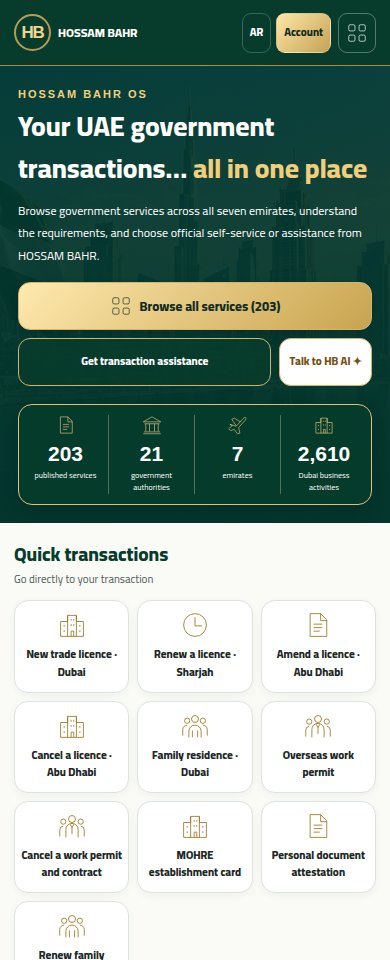 HB HOSSAM BAHR AR Account
HOSSAM BAHR OS
Your UAE government
transactions... all in one place
Browse government services across all seven emirates, understand
the requirements, and choose official self-service or assistance from
HOSSAM BAHR.
Browse all services (203)
Get transaction assistance
Talk to HB AI ✦
203
published services
21
government
authorities
7
emirates
2,610
Dubai business
activities
Quick transactions
Go directly to your transaction
New trade licence ·
Dubai
Renew a licence ·
Sharjah
Amend a licence ·
Abu Dhabi
Cancel a licence ·
Abu Dhabi
Family residence ·
Dubai
Overseas work
permit
Cancel a work permit
and contract
MOHRE
establishment card
Personal document
attestation
Renew family